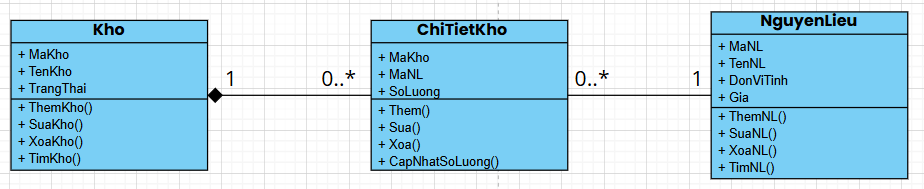 Kho
+ MaKho
+ TenKho
+ TrangThai
+ ThemKho()
+ SuaKho()
+ XoaKho()
+ TimKho()
1
0..*
ChiTietKho
+ MaKho
+ MaNL
+ SoLuong
+ Them()
+ Sua()
+ Xoa()
+ CapNhatSoLuong()
0..*
1
NguyenLieu
+ MaNL
+ TenNL
+ DonViTinh
+ Gia
+ ThemNL()
+ SuaNL()
+ XoaNL()
+ TimNL()